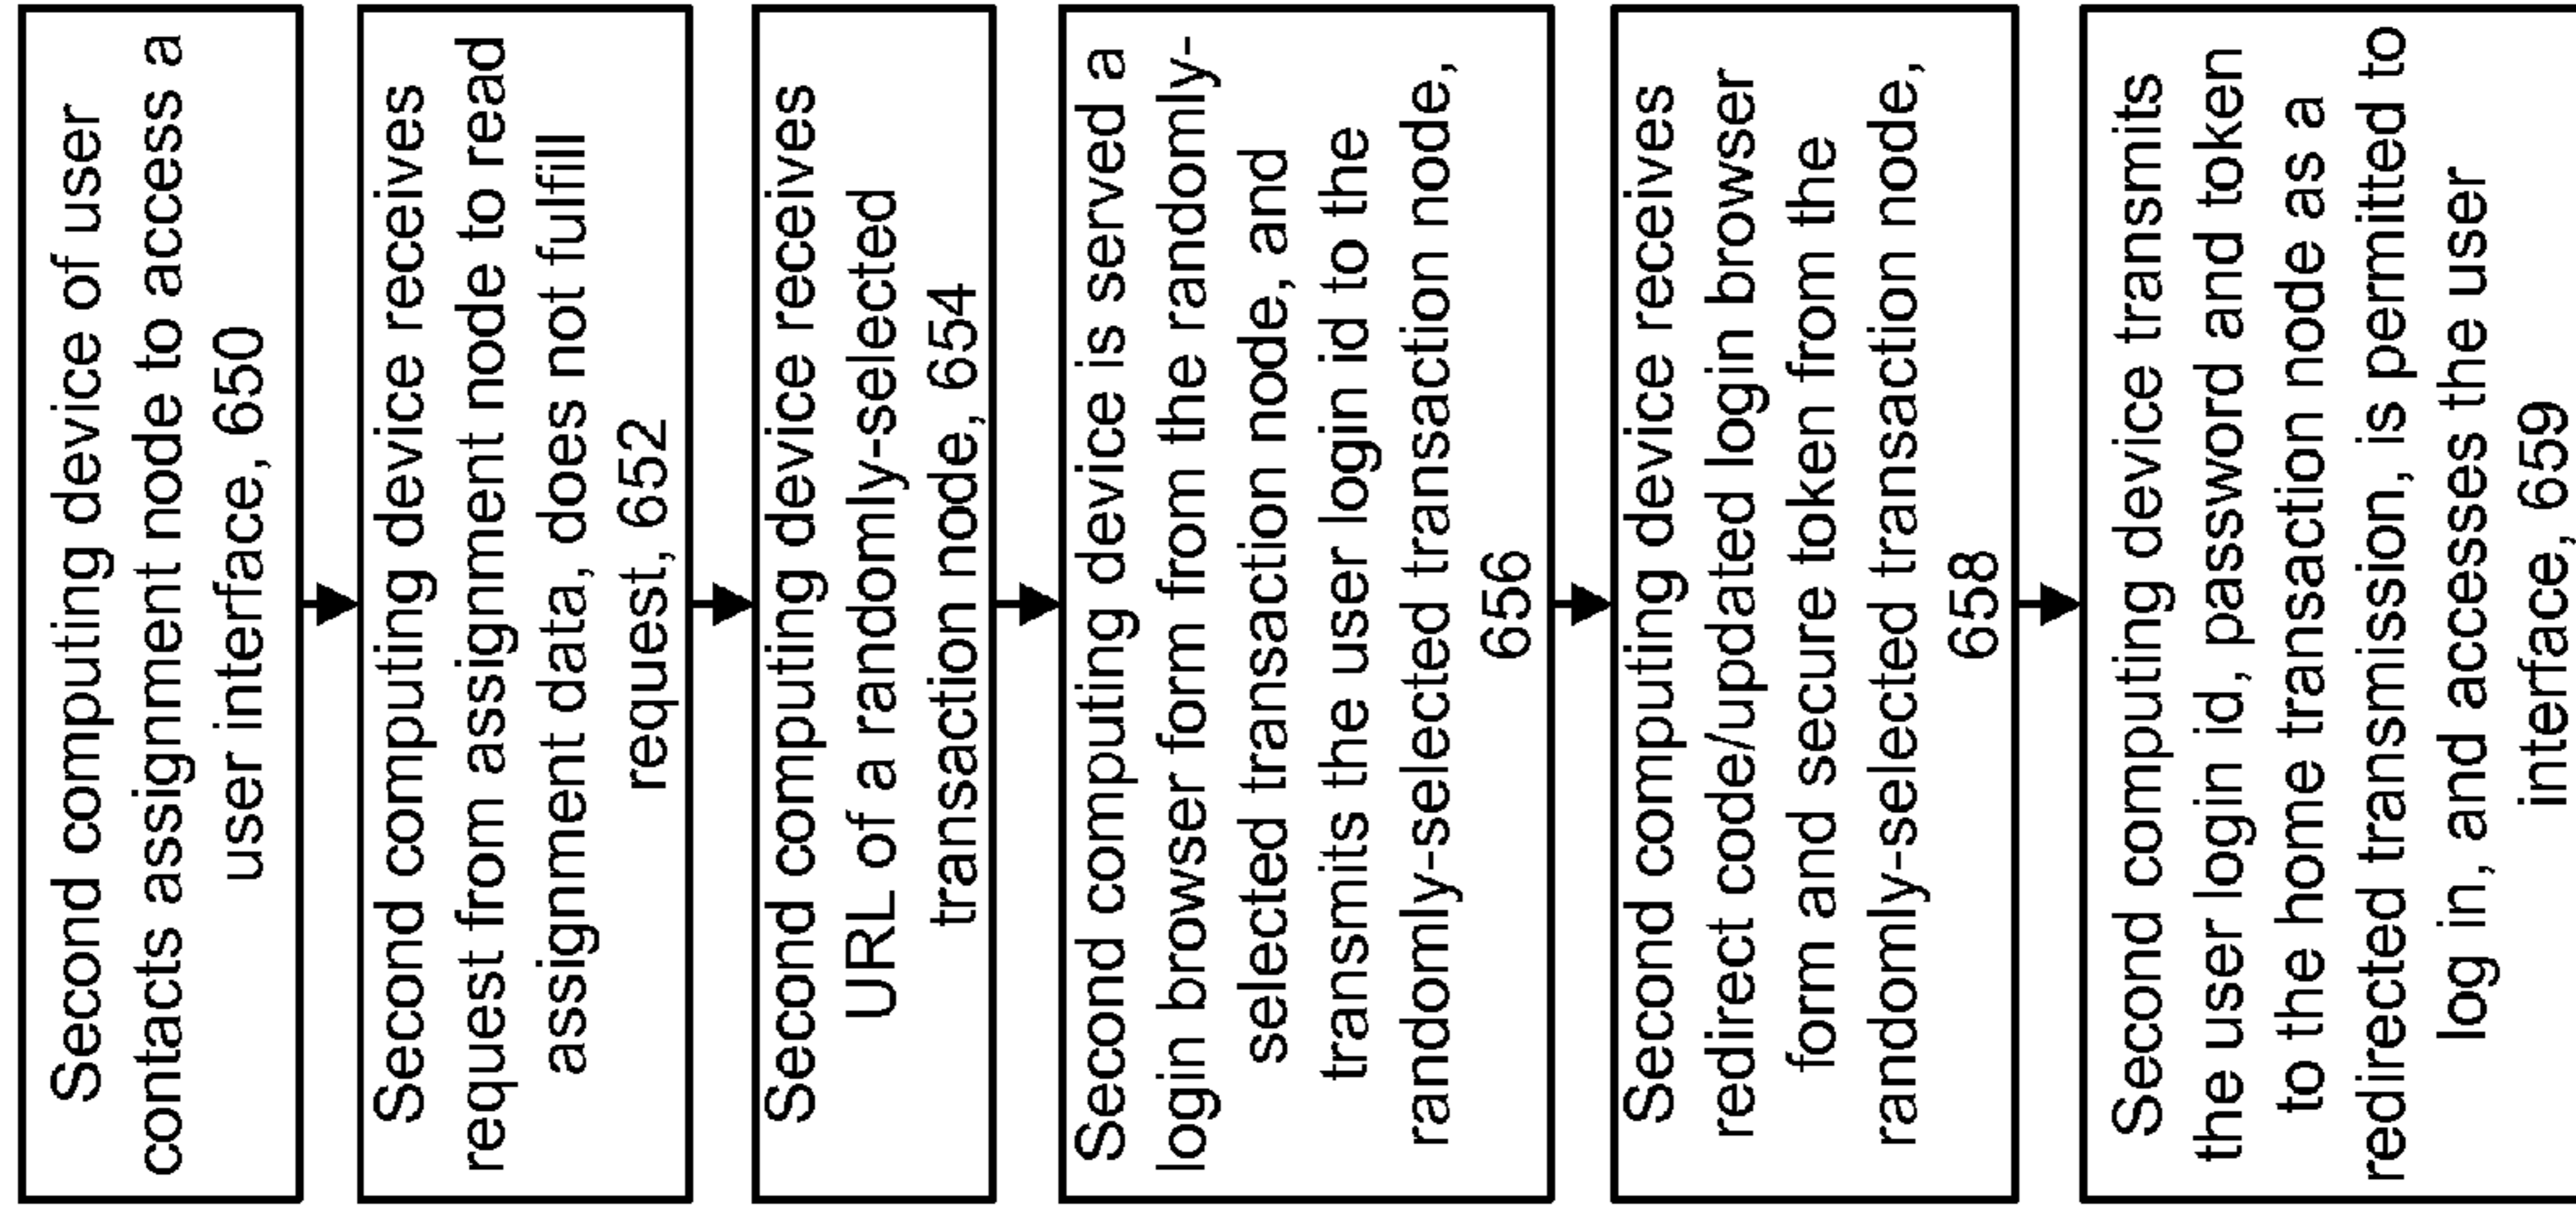 Second computing device of user
contacts assignment node to access a
user interface, 650
Second computing device receives
request from assignment node to read
assignment data, does not fulfill
request, 652
Second computing device receives
URL of a randomly-selected
transaction node, 654
Second computing device is served a
login browser form from the randomly-
selected transaction node, and
transmits the user login id to the
randomly-selected transaction node,
656
Second computing device receives
redirect code/updated login browser
form and secure token from the
randomly-selected transaction node,
658
Second computing device transmits
the user login id, password and token
to the home transaction node as a
redirected transmission, is permitted to
log in, and accesses the user
interface, 659